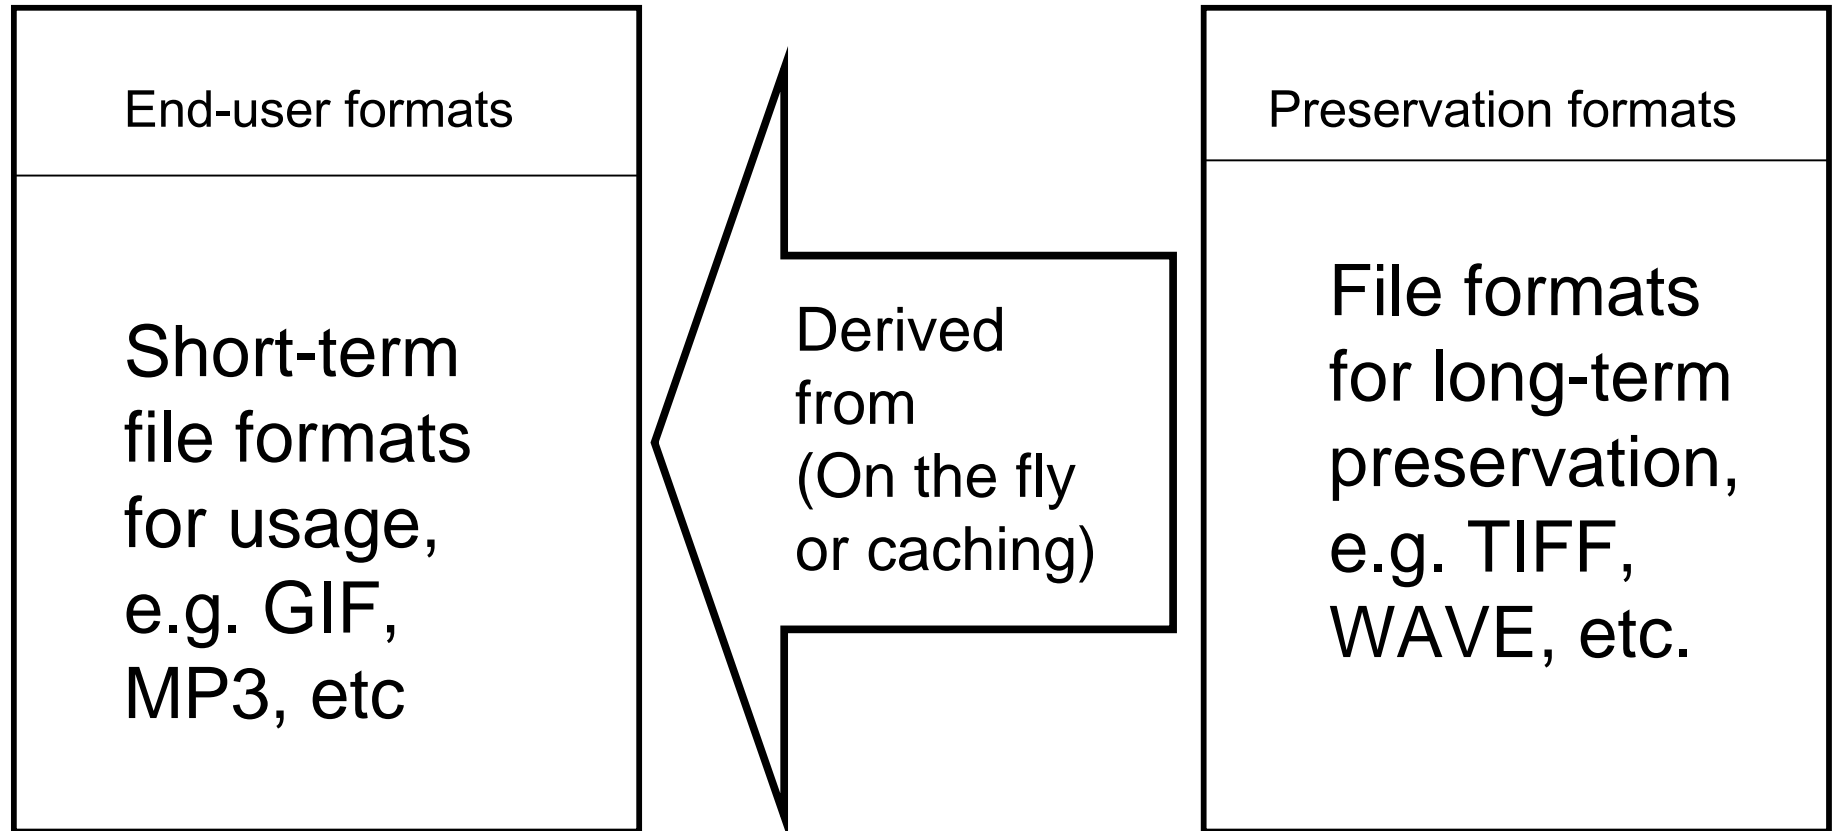 End-user formats
Short-term
file formats
for usage,
e.g. GIF,
MP3, etc
Derived
from
(On the fly
or caching)
Preservation formats
File formats
for long-term
preservation,
e.g. TIFF,
WAVE, etc.